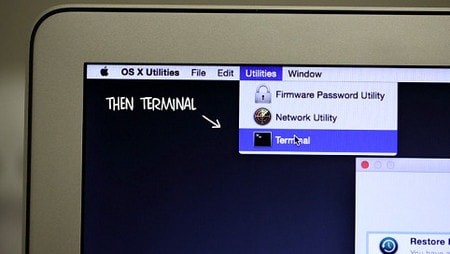 OS X Utilities File Edit Utilities Window
Firmware Password Utility
THEN TERMINAL
Network Utility
Terminal
Restore